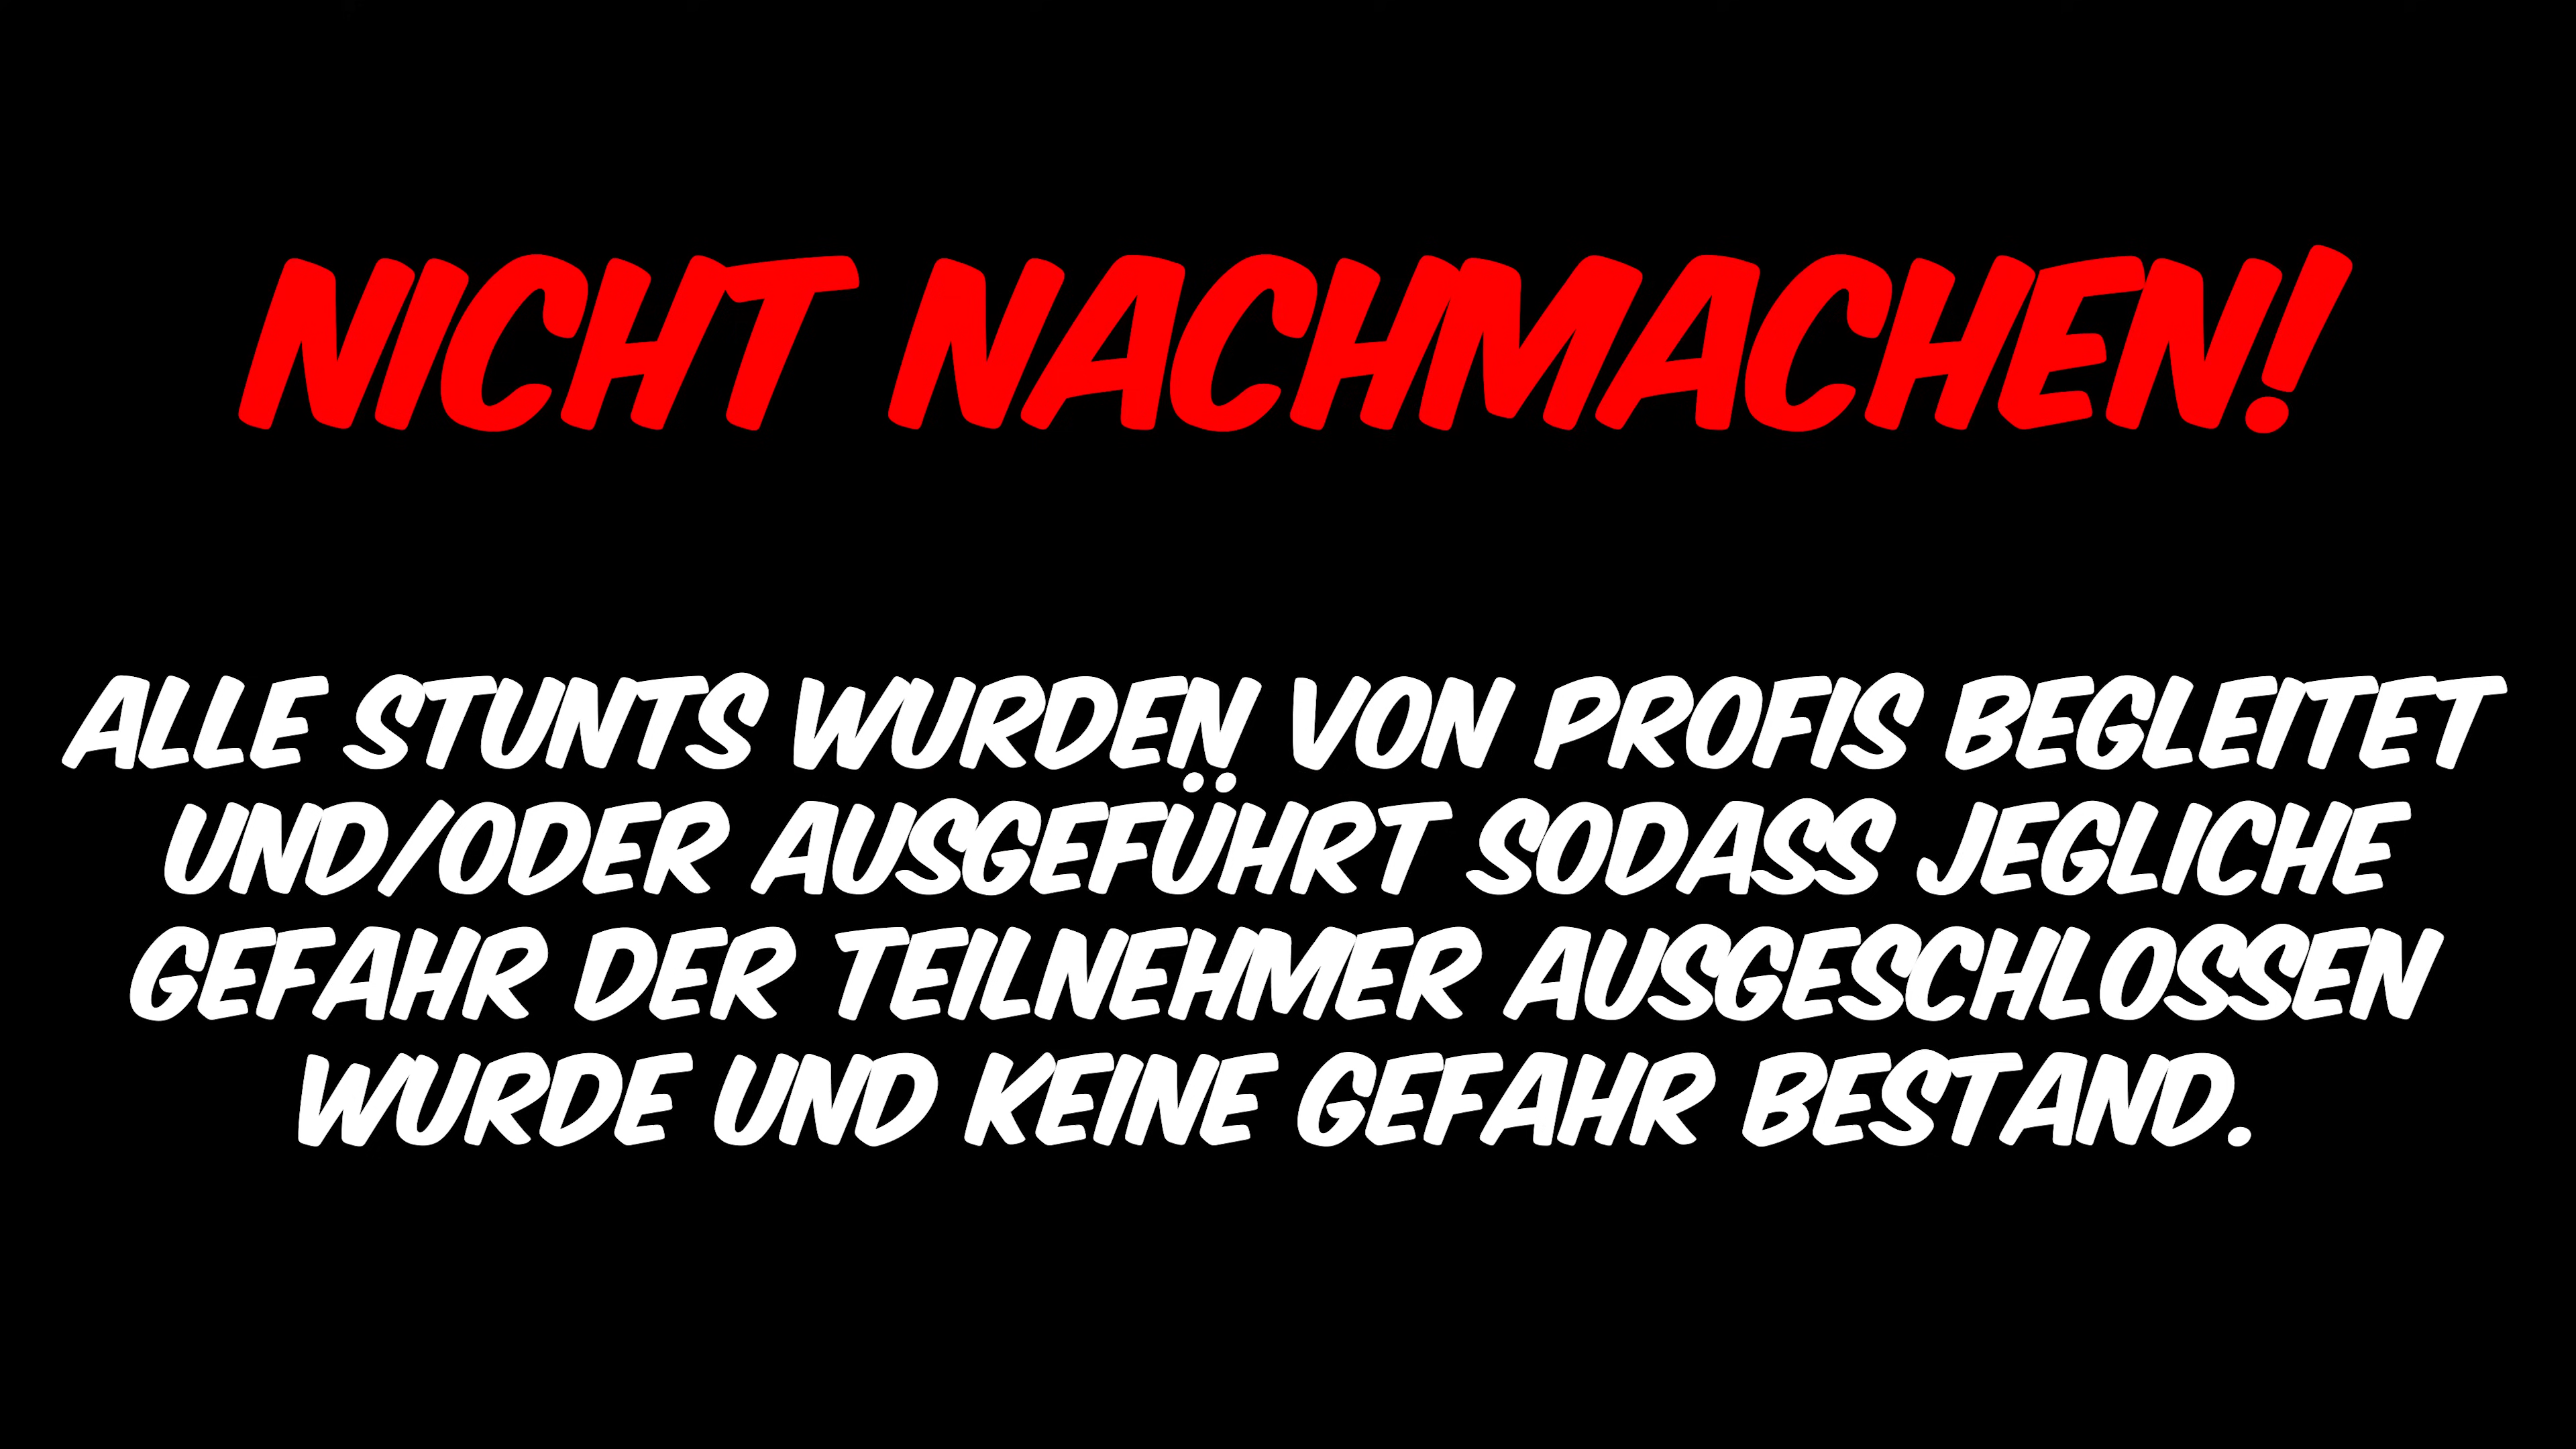 NICHT NACHMACHEN!
ALLE STUNTS WURDEN VON PROFIS BEGLEITET
UND/ODER AUSGEFÜHRT SODASS JEGLICHE
GEFAHR DER TEILNEHMER AUSGESCHLOSSEN
WURDE UND KEINE GEFAHR BESTAND.